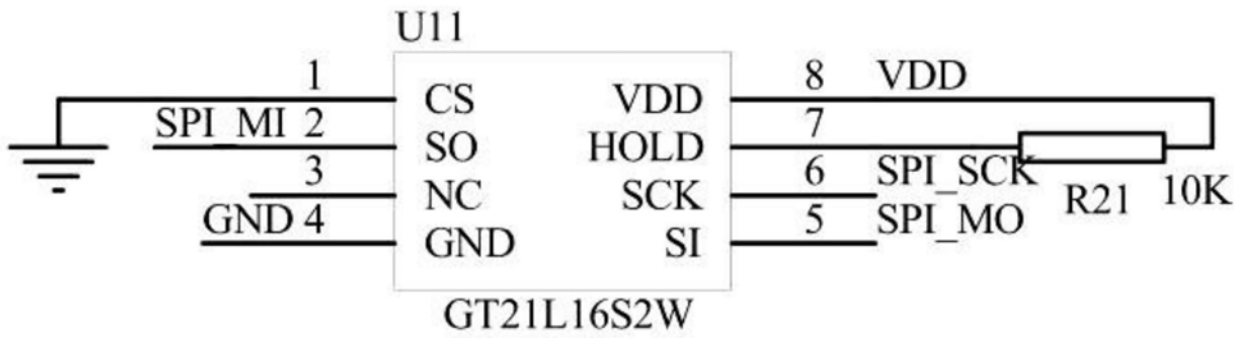 U11
1 CS VDD 8 VDD
SPI_MI 2 SO HOLD 7
3 NC SCK 6 SPI_SCK R21 10K
GND 4 GND SI 5 SPI_MO
GT21L16S2W